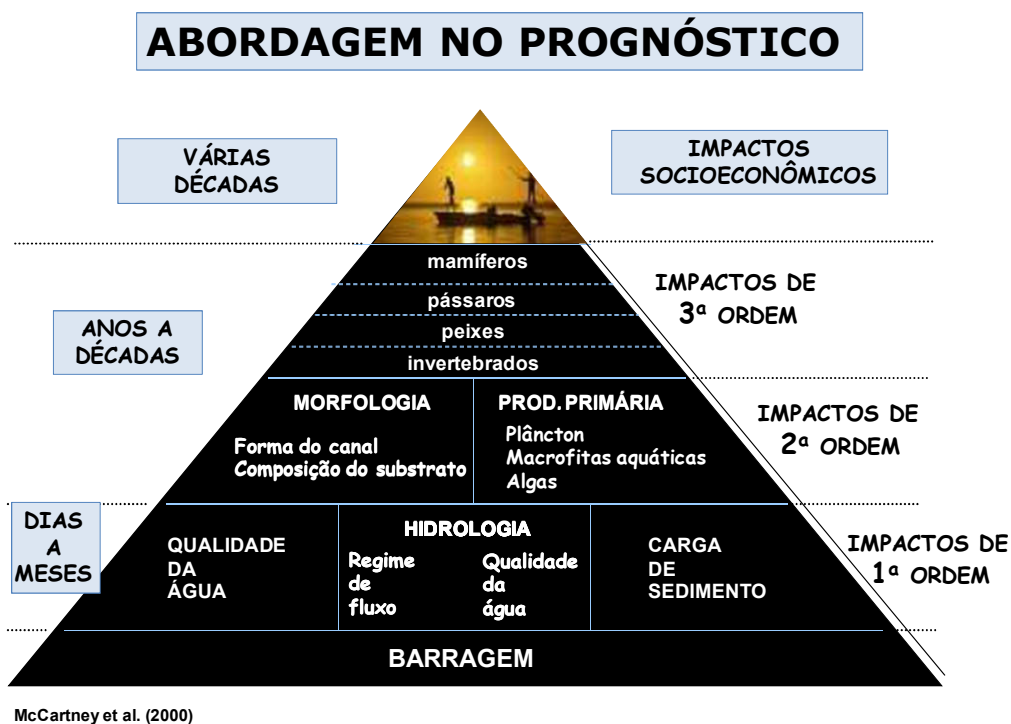 ABORDAGEM NO PROGNÓSTICO
VÁRIAS
DÉCADAS
IMPACTOS
SOCIOECONÔMICOS
mamíferos
pássaros
peixes
invertebrados
IMPACTOS DE
3ª ORDEM
ANOS A
DÉCADAS
MORFOLOGIA
Forma do canal
Composição do substrato
PROD. PRIMÁRIA
Plâncton
Macrofitas aquáticas
Algas
IMPACTOS DE
2ª ORDEM
DIAS
A
MESES
QUALIDADE
DA
ÁGUA
HIDROLOGIA
Regime
de
fluxo
Qualidade
da
água
CARGA
DE
SEDIMENTO
IMPACTOS DE
1ª ORDEM
BARRAGEM
McCartney et al. (2000)